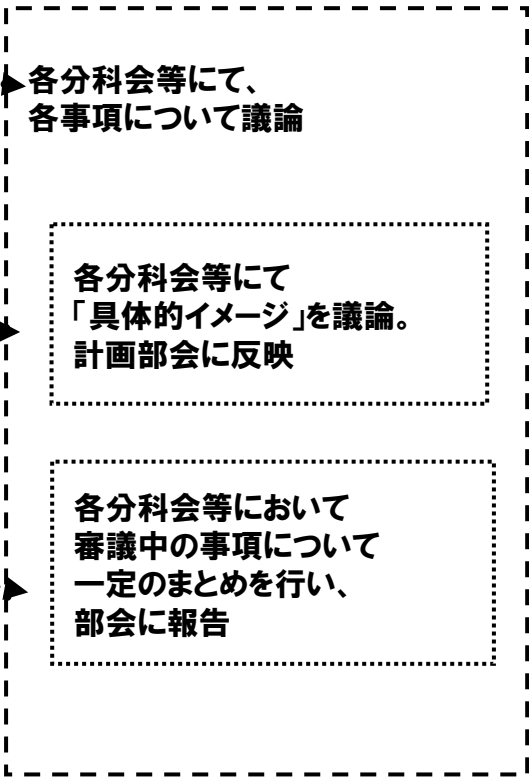 各分科会等にて、
各事項について議論
各分科会等にて
「具体的イメージ」を議論。
計画部会に反映
各分科会等において
審議中の事項について
一定のまとめを行い、
部会に報告